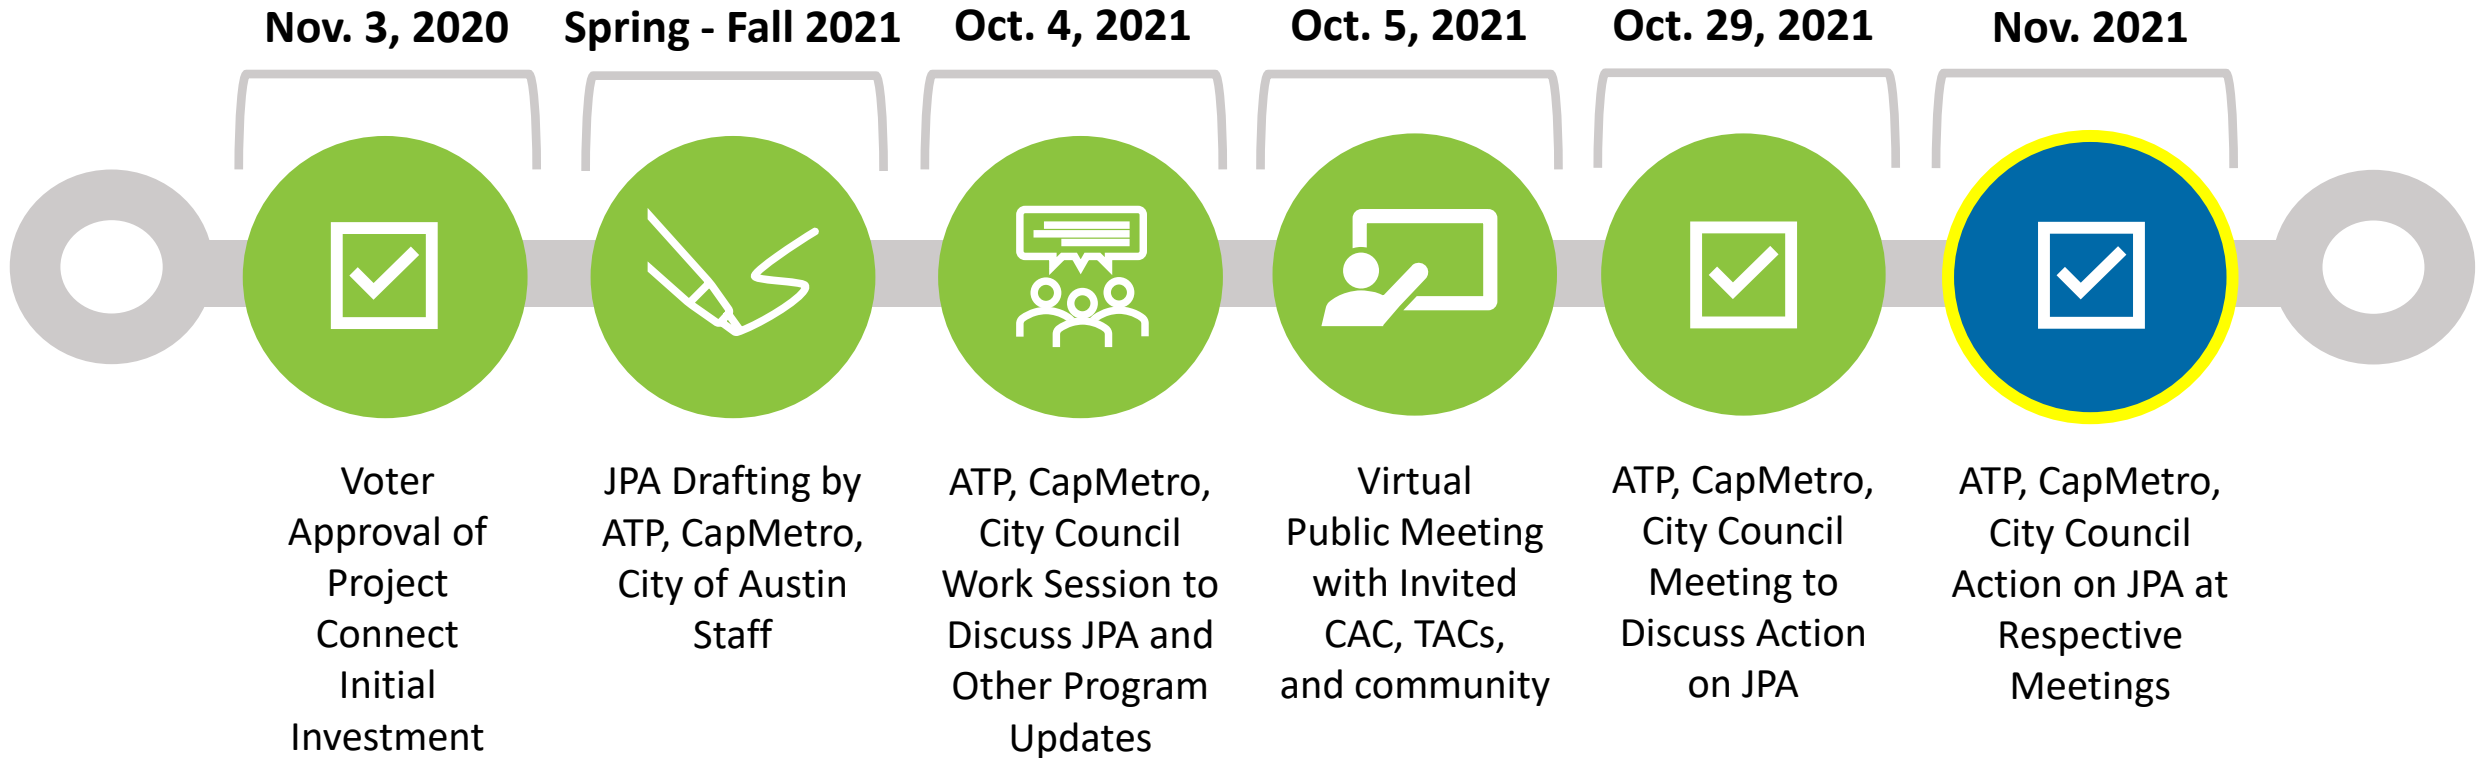 Nov. 3, 2020
Voter
Approval of
Project
Connect
Initial
Investment
Spring - Fall 2021
JPA Drafting by
ATP, CapMetro,
City of Austin
Staff
Oct. 4, 2021
ATP, CapMetro,
City Council
Work Session to
Discuss JPA and
Other Program
Updates
Oct. 5, 2021
Virtual
Public Meeting
with Invited
CAC, TACs,
and community
Oct. 29, 2021
ATP, CapMetro,
City Council
Meeting to
Discuss Action
on JPA
Nov. 2021
ATP, CapMetro,
City Council
Action on JPA at
Respective
Meetings